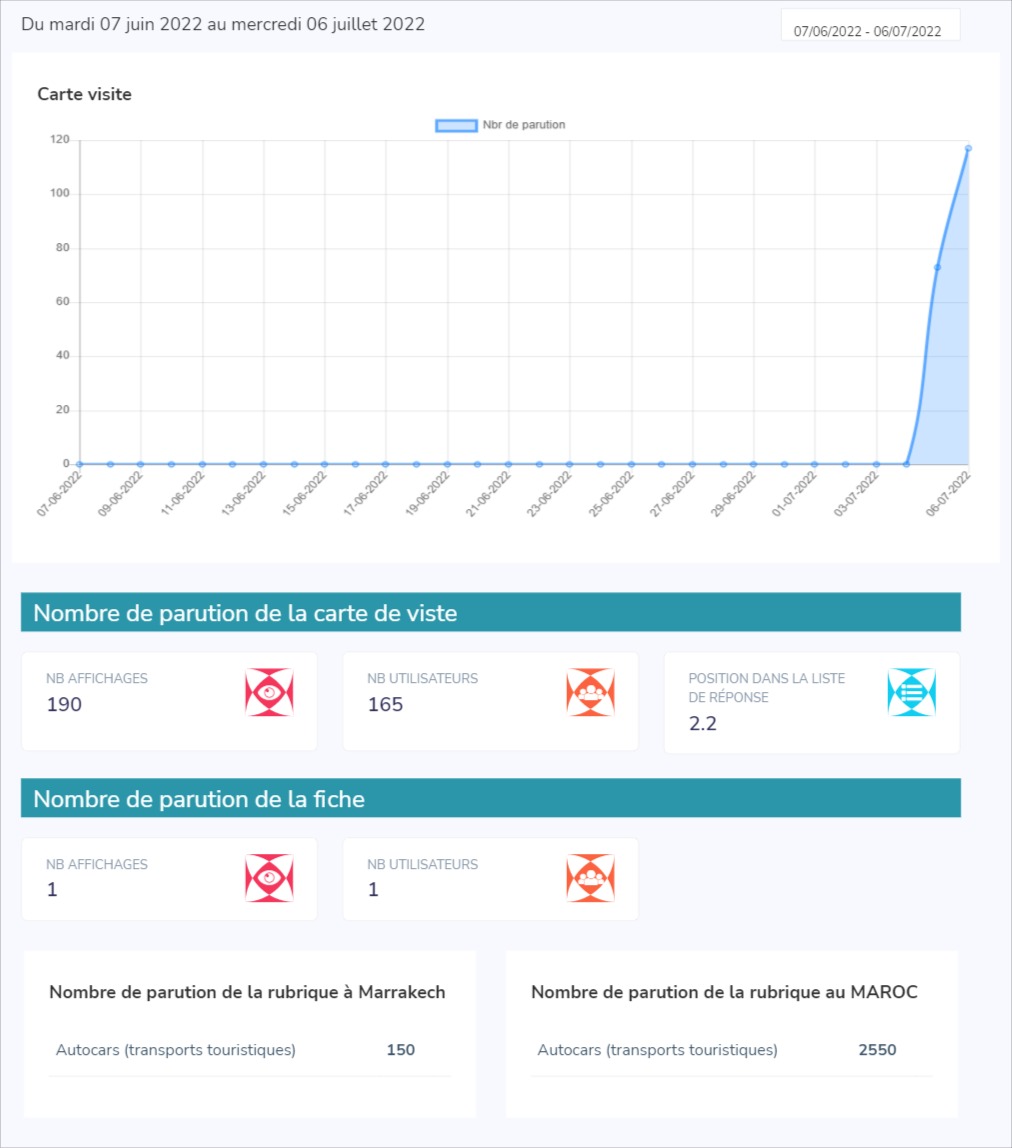 Du mardi 07 juin 2022 au mercredi 06 juillet 2022
07/06/2022 - 06/07/2022
Carte visite
Nbr de parution
120
100
80
60
40
20
0
07-06-2022
09-06-2022
11-06-2022
13-06-2022
15-06-2022
17-06-2022
19-06-2022
21-06-2022
23-06-2022
25-06-2022
27-06-2022
29-06-2022
01-07-2022
03-07-2022
06-07-2022
Nombre de parution de la carte de viste
NB AFFICHAGES
190
NB UTILISATEURS
165
POSITION DANS LA LISTE
DE RÉPONSE
2.2
Nombre de parution de la fiche
NB AFFICHAGES
1
NB UTILISATEURS
1
Nombre de parution de la rubrique à Marrakech
Autocars (transports touristiques) 150
Nombre de parution de la rubrique au MAROC
Autocars (transports touristiques) 2550